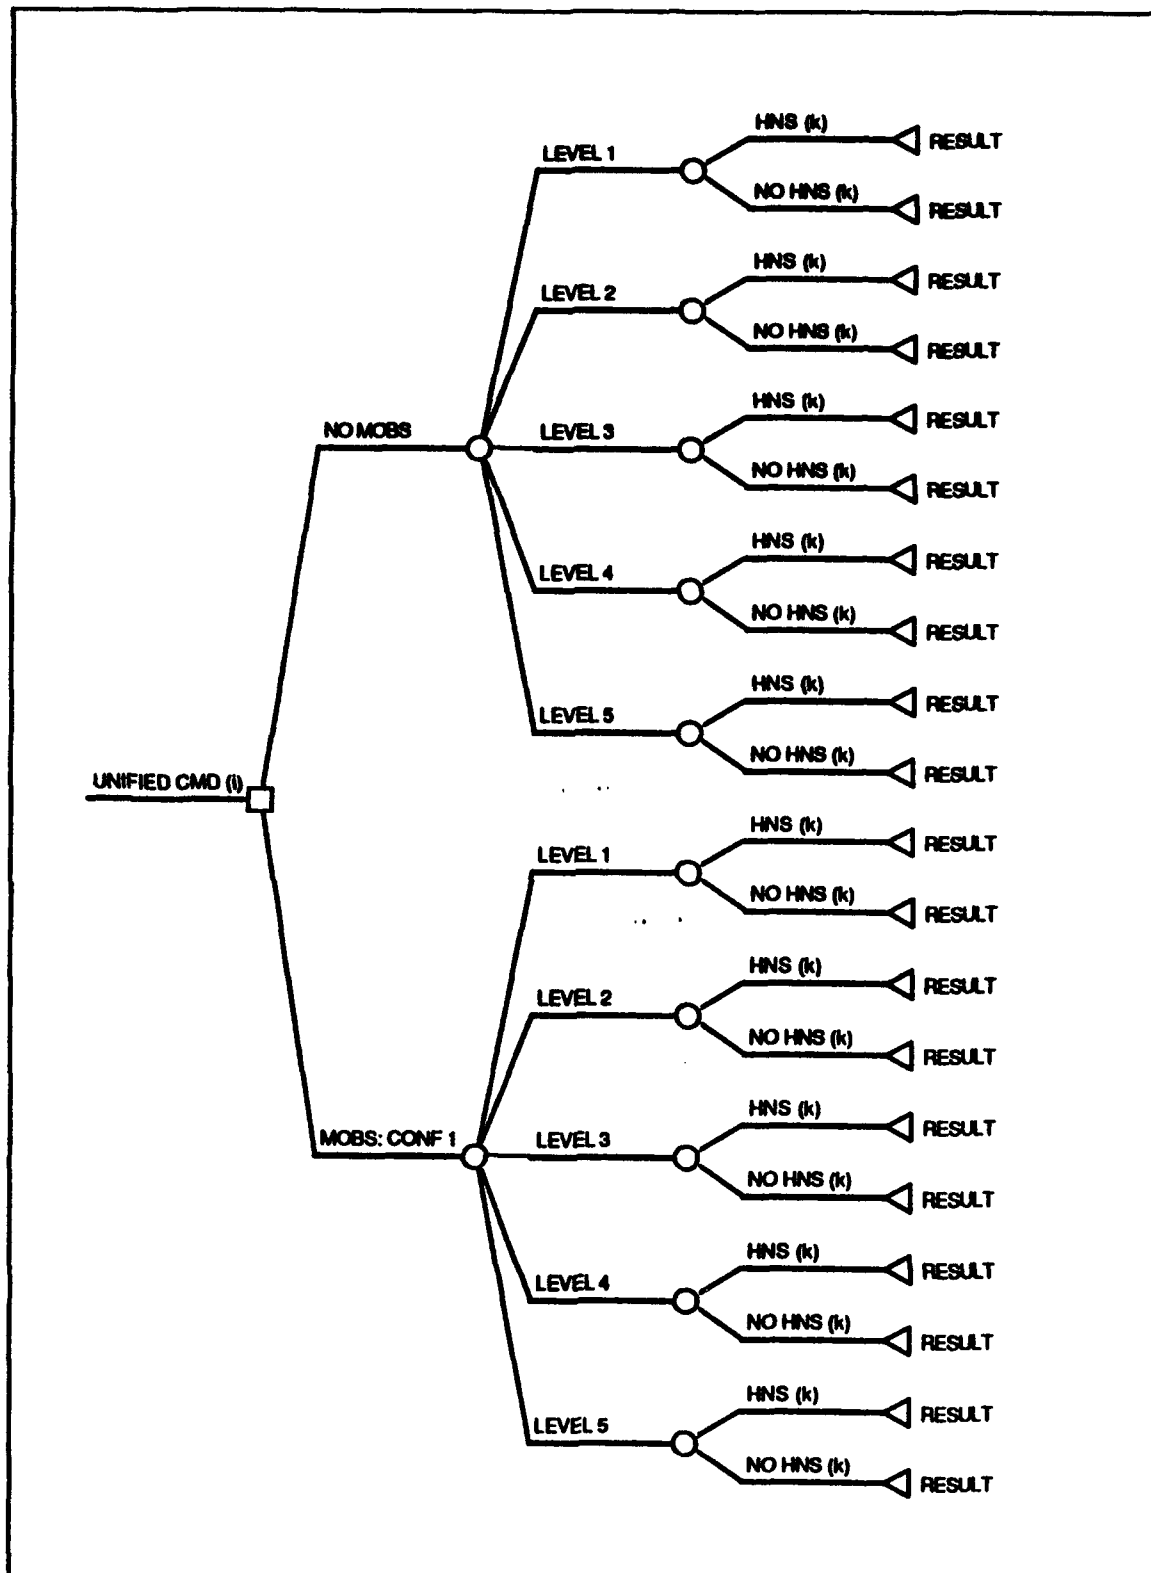 HNS (k)
RESULT
LEVEL 1
NO HNS (k)
RESULT
HNS (k)
RESULT
LEVEL 2
NO HNS (k)
RESULT
HNS (k)
RESULT
NO MOBS
LEVEL 3
NO HNS (k)
RESULT
HNS (k)
RESULT
LEVEL 4
NO HNS (k)
RESULT
HNS (k)
RESULT
LEVEL 5
NO HNS (k)
RESULT
UNIFIED CMD (i)
HNS (k)
RESULT
LEVEL 1
NO HNS (k)
RESULT
HNS (k)
RESULT
LEVEL 2
NO HNS (k)
RESULT
HNS (k)
RESULT
MOBS: CONF 1
LEVEL 3
NO HNS (k)
RESULT
HNS (k)
RESULT
LEVEL 4
NO HNS (k)
RESULT
HNS (k)
RESULT
LEVEL 5
NO HNS (k)
RESULT